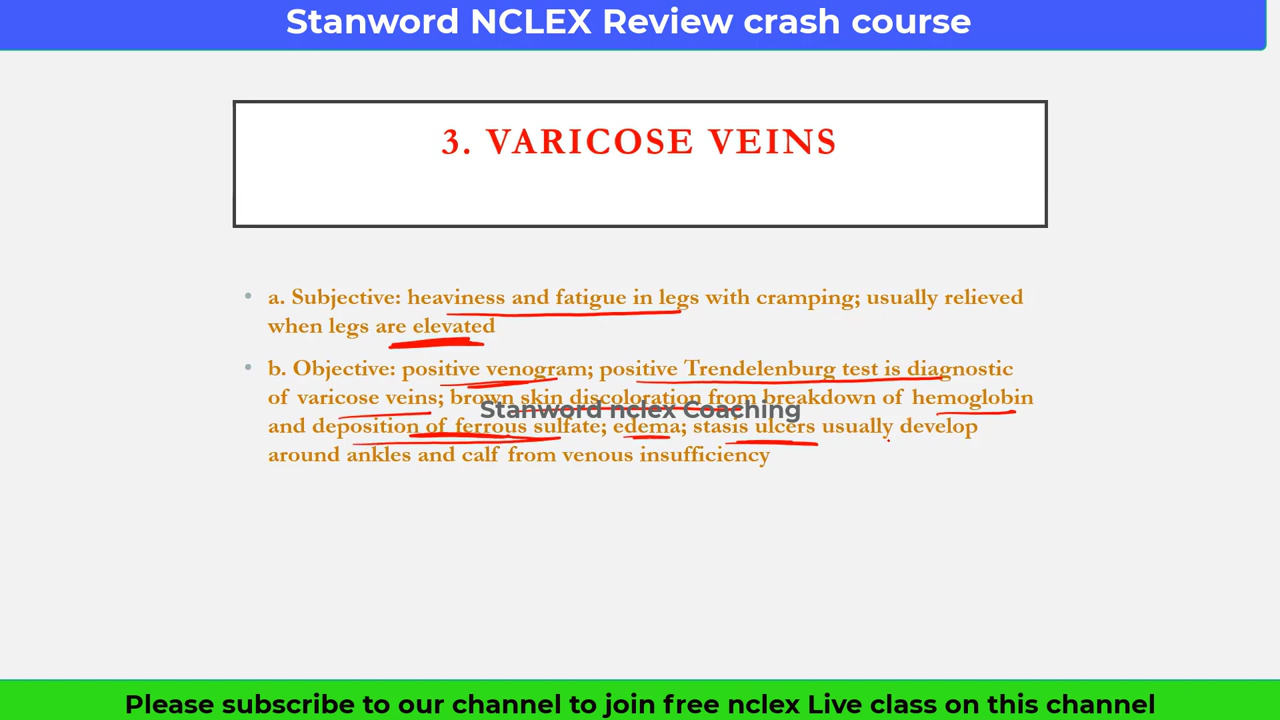 Stanword NCLEX Review crash course
3. VARICOSE VEINS
• a. Subjective: heaviness and fatigue in legs with cramping; usually relieved
when legs are elevated
• b. Objective: positive venogram; positive Trendelenburg test is diagnostic
of varicose veins; brown skin discoloration from breakdown of hemoglobin
Stanword nclex Coaching
and deposition of ferrous sulfate; edema; stasis ulcers usually develop
around ankles and calf from venous insufficiency
Please subscribe to our channel to join free nclex Live class on this channel